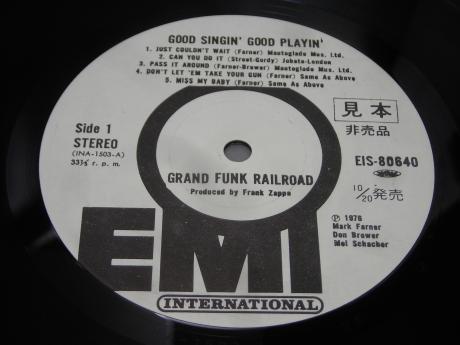 GOOD SINGIN' GOOD PLAYIN'
1. JUST COULDN'T WAIT (Farner) Mastoglade Mus. Ltd.
2. CAN YOU DO IT (Street-Gordy) Jobete-London
3. PASS IT AROUND (Farner-Brewer) Mastoglade Mus. Ltd.
4. DON'T LET 'EM TAKE YOUR GUN (Farner) Same As Above
5. MISS MY BABY (Farner) Same As Above
Side 1
STEREO
(INA-1503-A)
33⅓ r. p. m.
見本
非売品
EIS-80640
10/20発売
GRAND FUNK RAILROAD
Produced by Frank Zappa
Ⓟ 1976
Mark Farner
Don Brewer
Mel Schacher
EMI
INTERNATIONAL